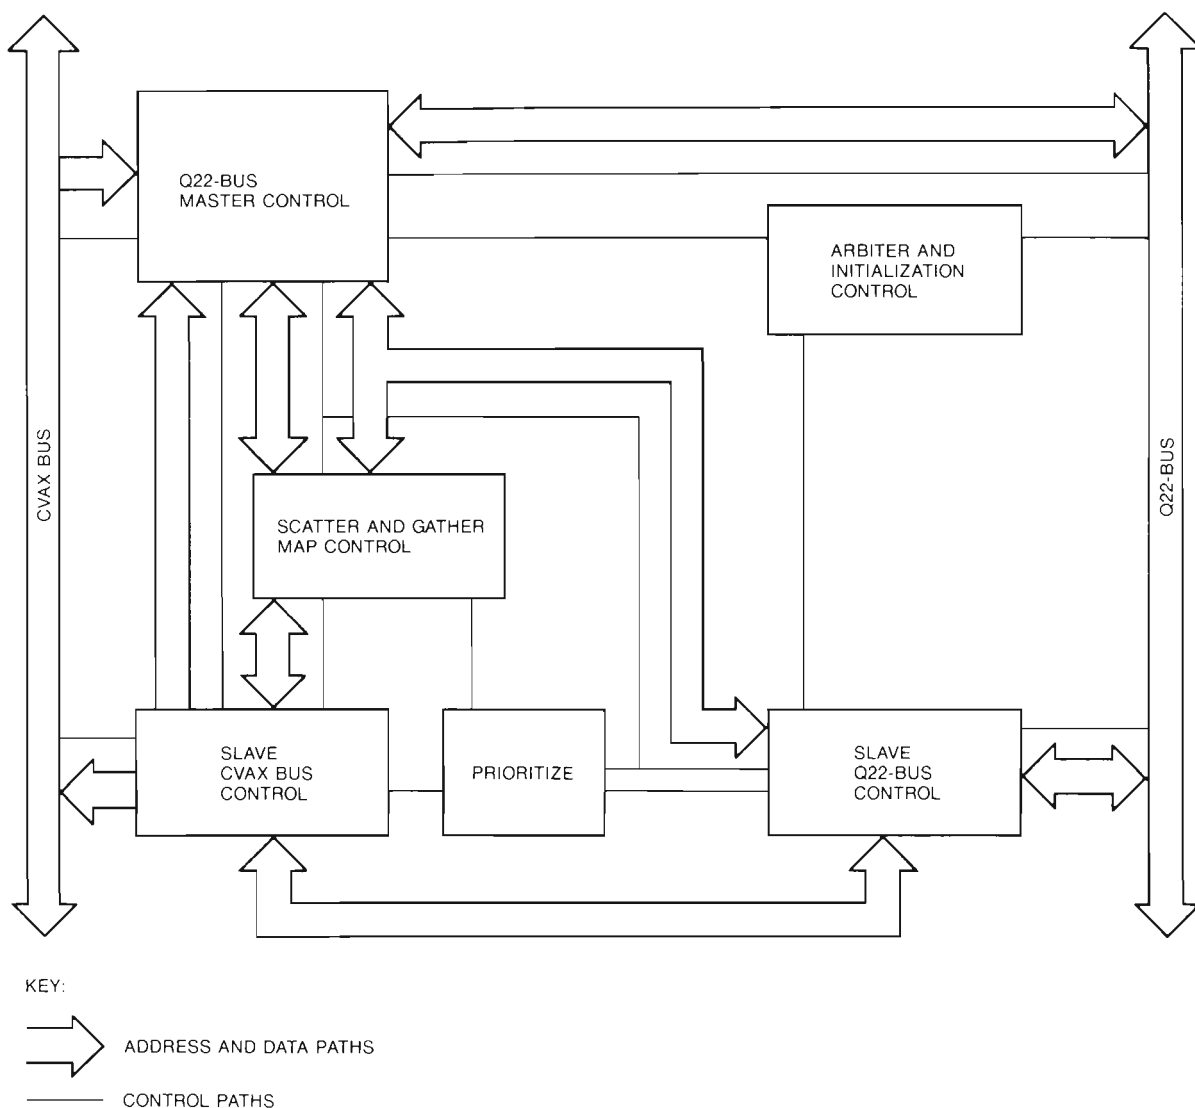 Q22-BUS
MASTER CONTROL
ARBITER AND
INITIALIZATION
CONTROL
CVAX BUS
Q22-BUS
SCATTER AND GATHER
MAP CONTROL
SLAVE
CVAX BUS
CONTROL
PRIORITIZE
SLAVE
Q22-BUS
CONTROL
KEY:
ADDRESS AND DATA PATHS
CONTROL PATHS